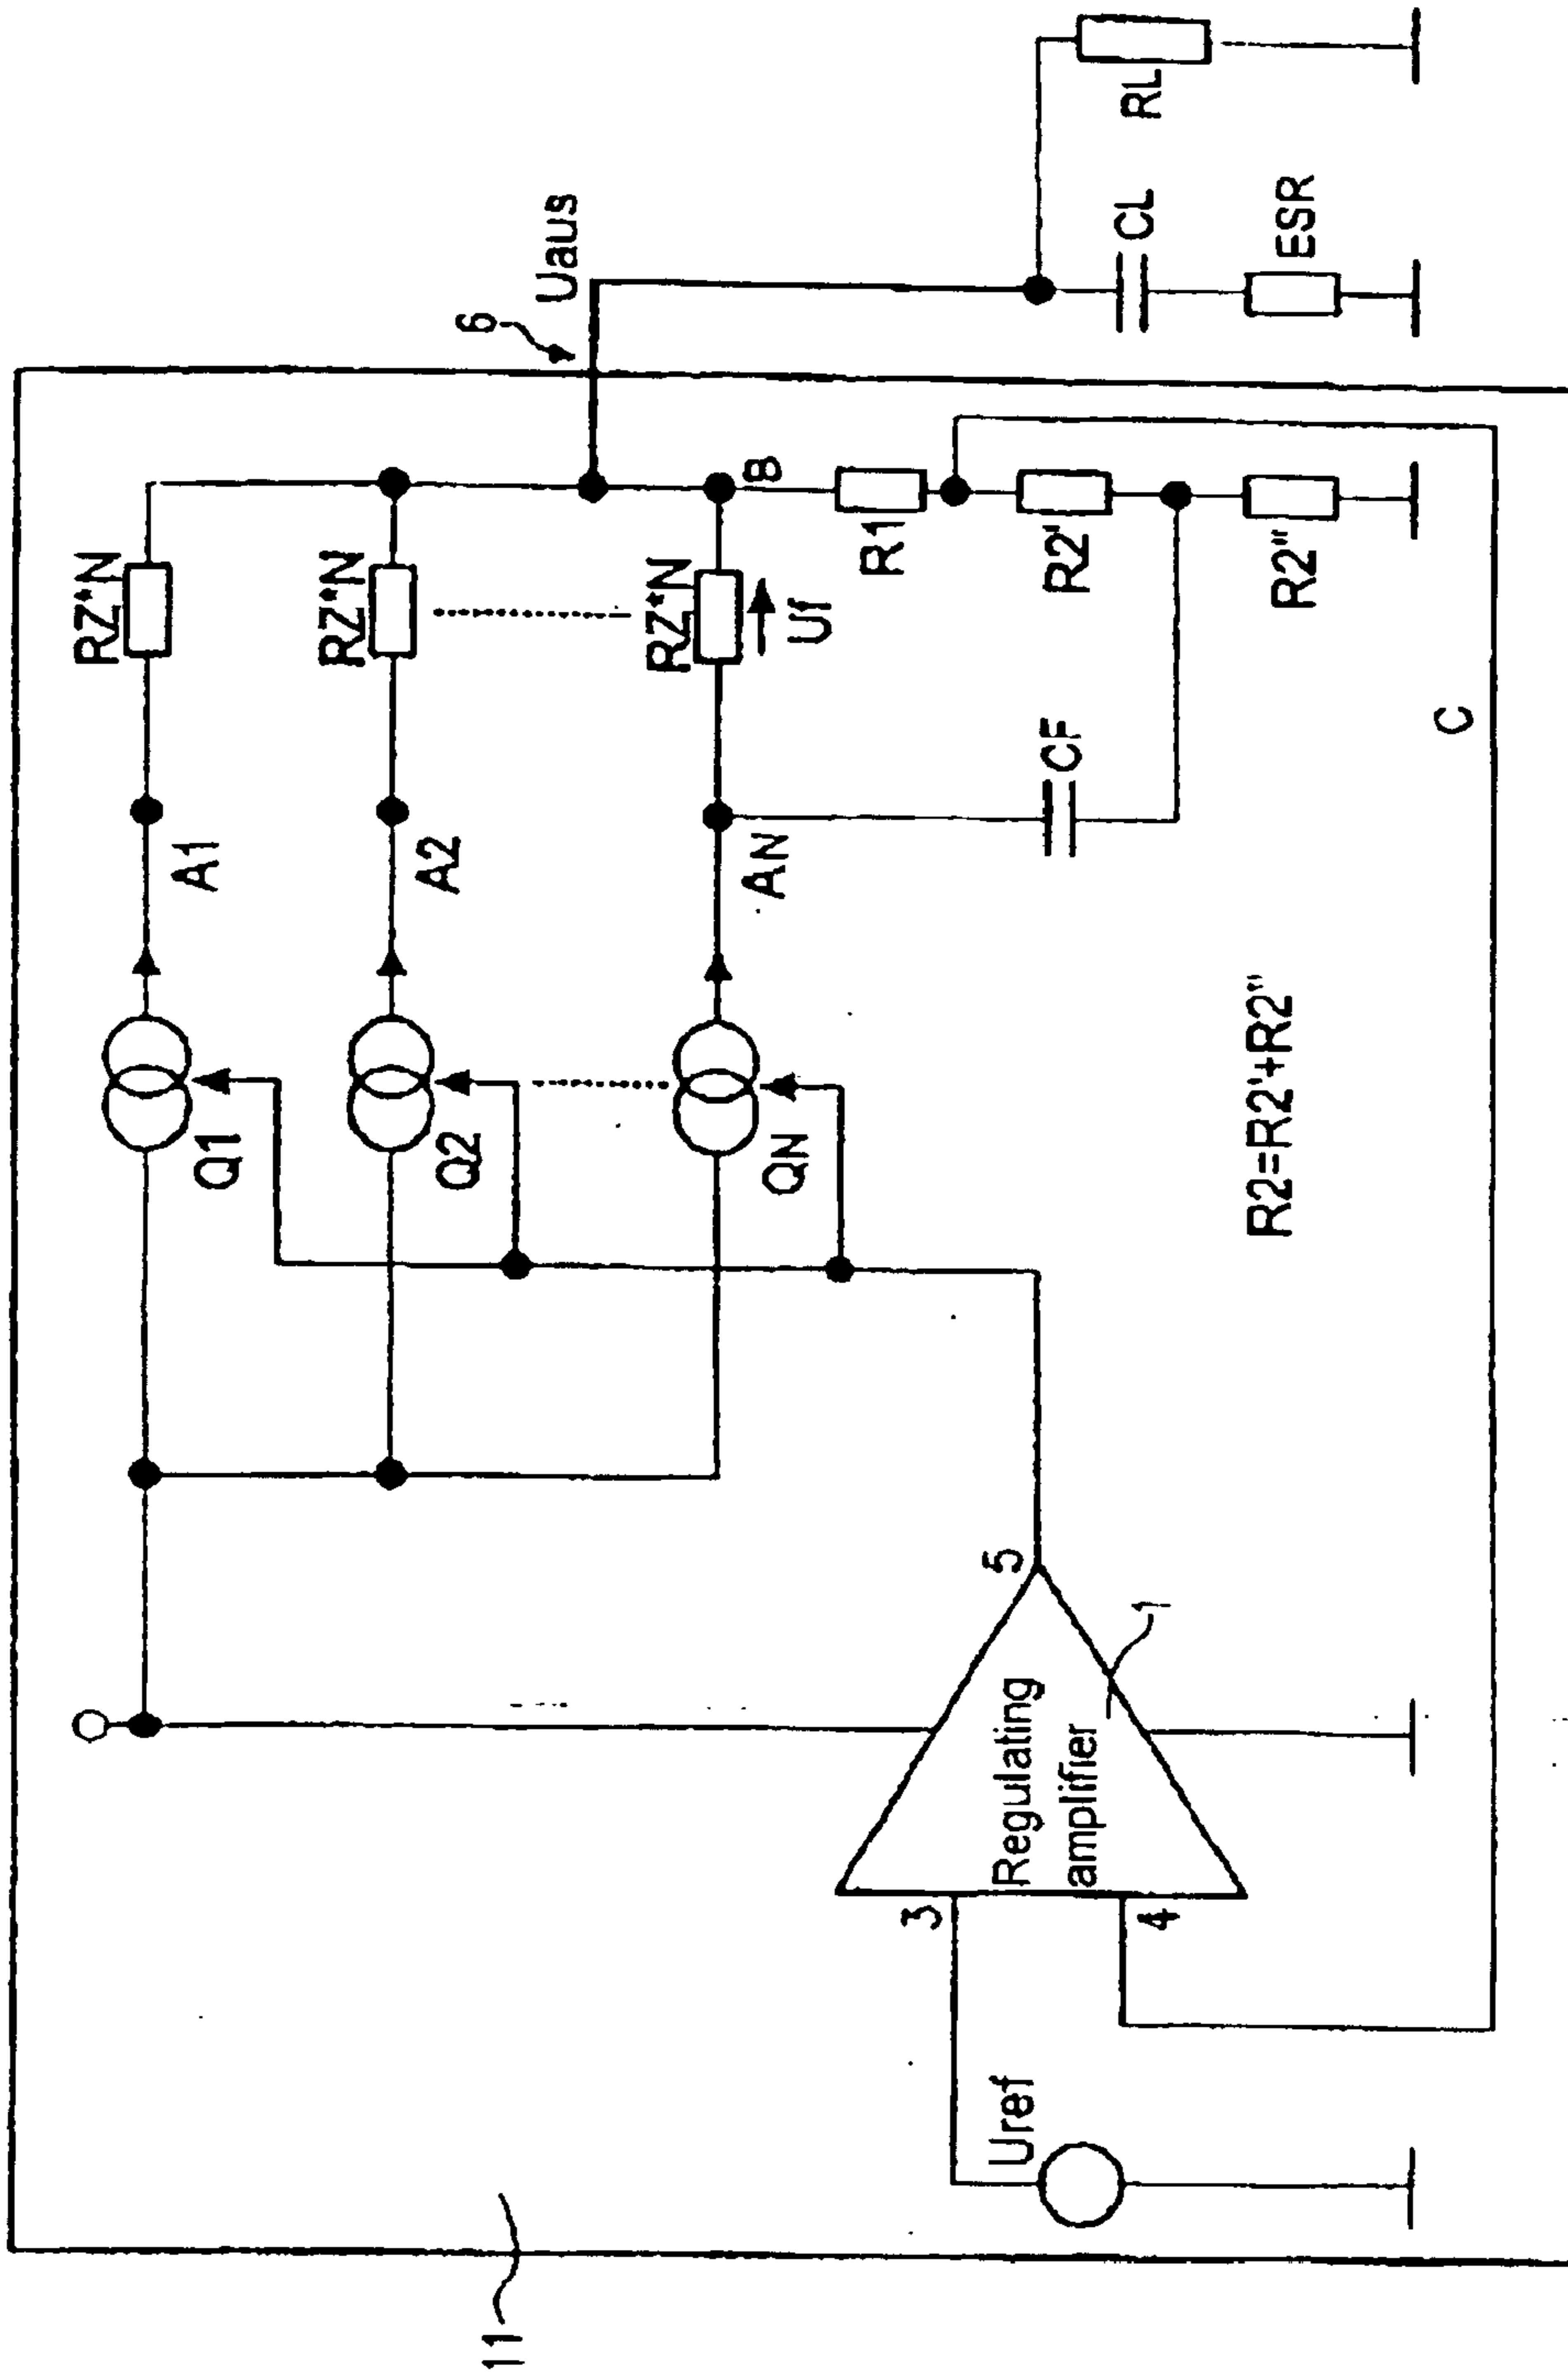 11
Uref
3
4
Regulating
amplifier
1
5
Q1
Q2
QN
A1
A2
AN
RZ*N
RZ*N
RZ*N
Uf
CF
B
R1
R2'
R2"
R2=R2'+R2"
C
6
Uaus
CL
ESR
RL